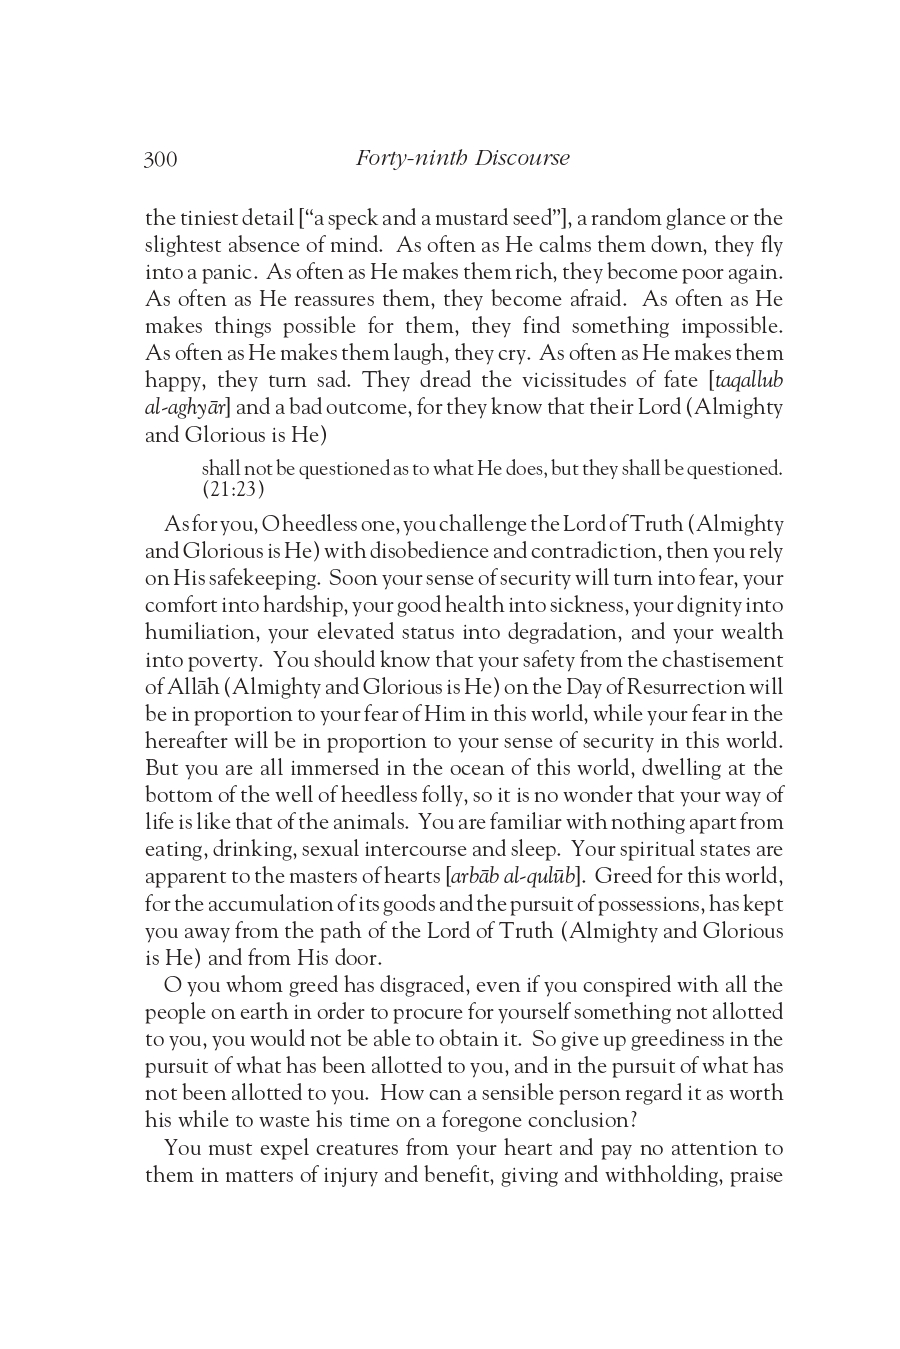 300 Forty-ninth Discourse
the tiniest detail [“a speck and a mustard seed”], a random glance or the
slightest absence of mind. As often as He calms them down, they fly
into a panic. As often as He makes them rich, they become poor again.
As often as He reassures them, they become afraid. As often as He
makes things possible for them, they find something impossible.
As often as He makes them laugh, they cry. As often as He makes them
happy, they turn sad. They dread the vicissitudes of fate [taqallub
al-aghyār] and a bad outcome, for they know that their Lord (Almighty
and Glorious is He)
shall not be questioned as to what He does, but they shall be questioned.
(21:23)
As for you, O heedless one, you challenge the Lord of Truth (Almighty
and Glorious is He) with disobedience and contradiction, then you rely
on His safekeeping. Soon your sense of security will turn into fear, your
comfort into hardship, your good health into sickness, your dignity into
humiliation, your elevated status into degradation, and your wealth
into poverty. You should know that your safety from the chastisement
of Allāh (Almighty and Glorious is He) on the Day of Resurrection will
be in proportion to your fear of Him in this world, while your fear in the
hereafter will be in proportion to your sense of security in this world.
But you are all immersed in the ocean of this world, dwelling at the
bottom of the well of heedless folly, so it is no wonder that your way of
life is like that of the animals. You are familiar with nothing apart from
eating, drinking, sexual intercourse and sleep. Your spiritual states are
apparent to the masters of hearts [arbāb al-qulūb]. Greed for this world,
for the accumulation of its goods and the pursuit of possessions, has kept
you away from the path of the Lord of Truth (Almighty and Glorious
is He) and from His door.
O you whom greed has disgraced, even if you conspired with all the
people on earth in order to procure for yourself something not allotted
to you, you would not be able to obtain it. So give up greediness in the
pursuit of what has been allotted to you, and in the pursuit of what has
not been allotted to you. How can a sensible person regard it as worth
his while to waste his time on a foregone conclusion?
You must expel creatures from your heart and pay no attention to
them in matters of injury and benefit, giving and withholding, praise